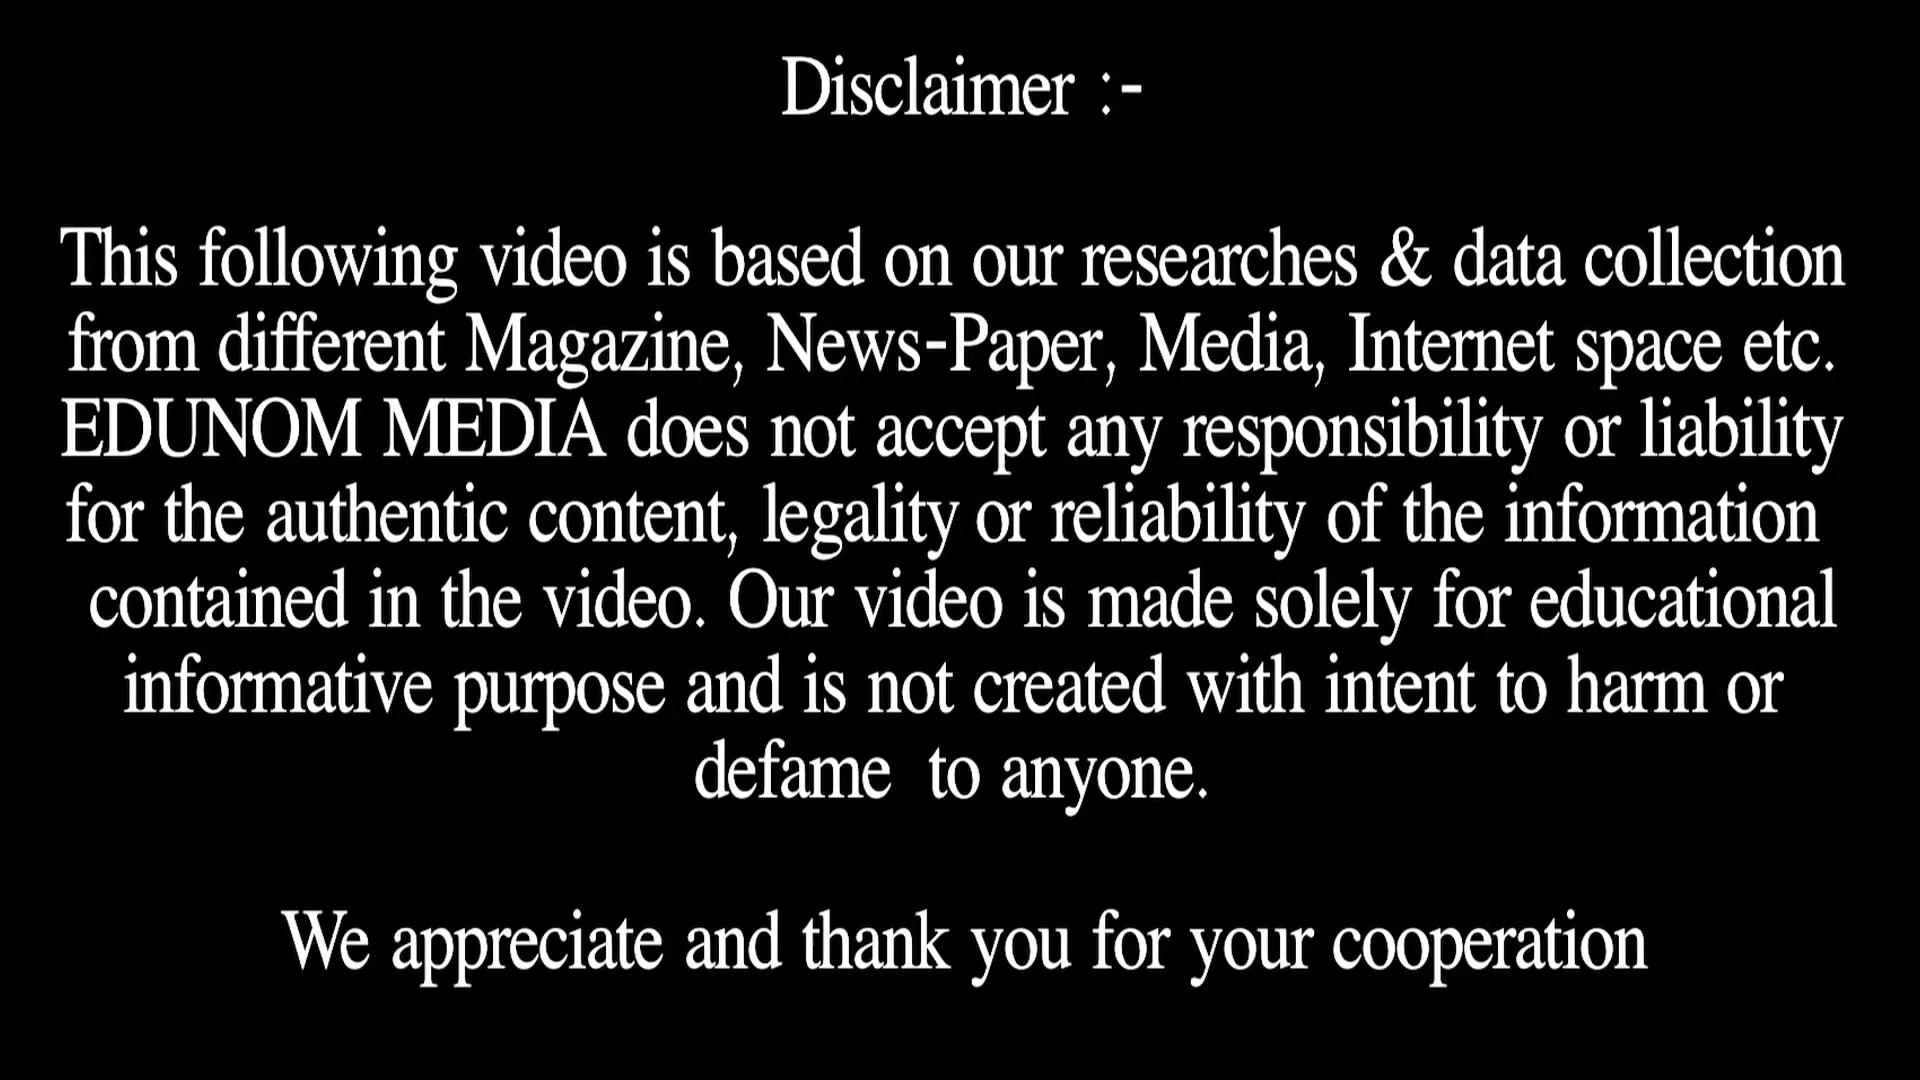 Disclaimer :-
This following video is based on our researches & data collection
from different Magazine, News-Paper, Media, Internet space etc.
EDUNOM MEDIA does not accept any responsibility or liability
for the authentic content, legality or reliability of the information
contained in the video. Our video is made solely for educational
informative purpose and is not created with intent to harm or
defame to anyone.
We appreciate and thank you for your cooperation